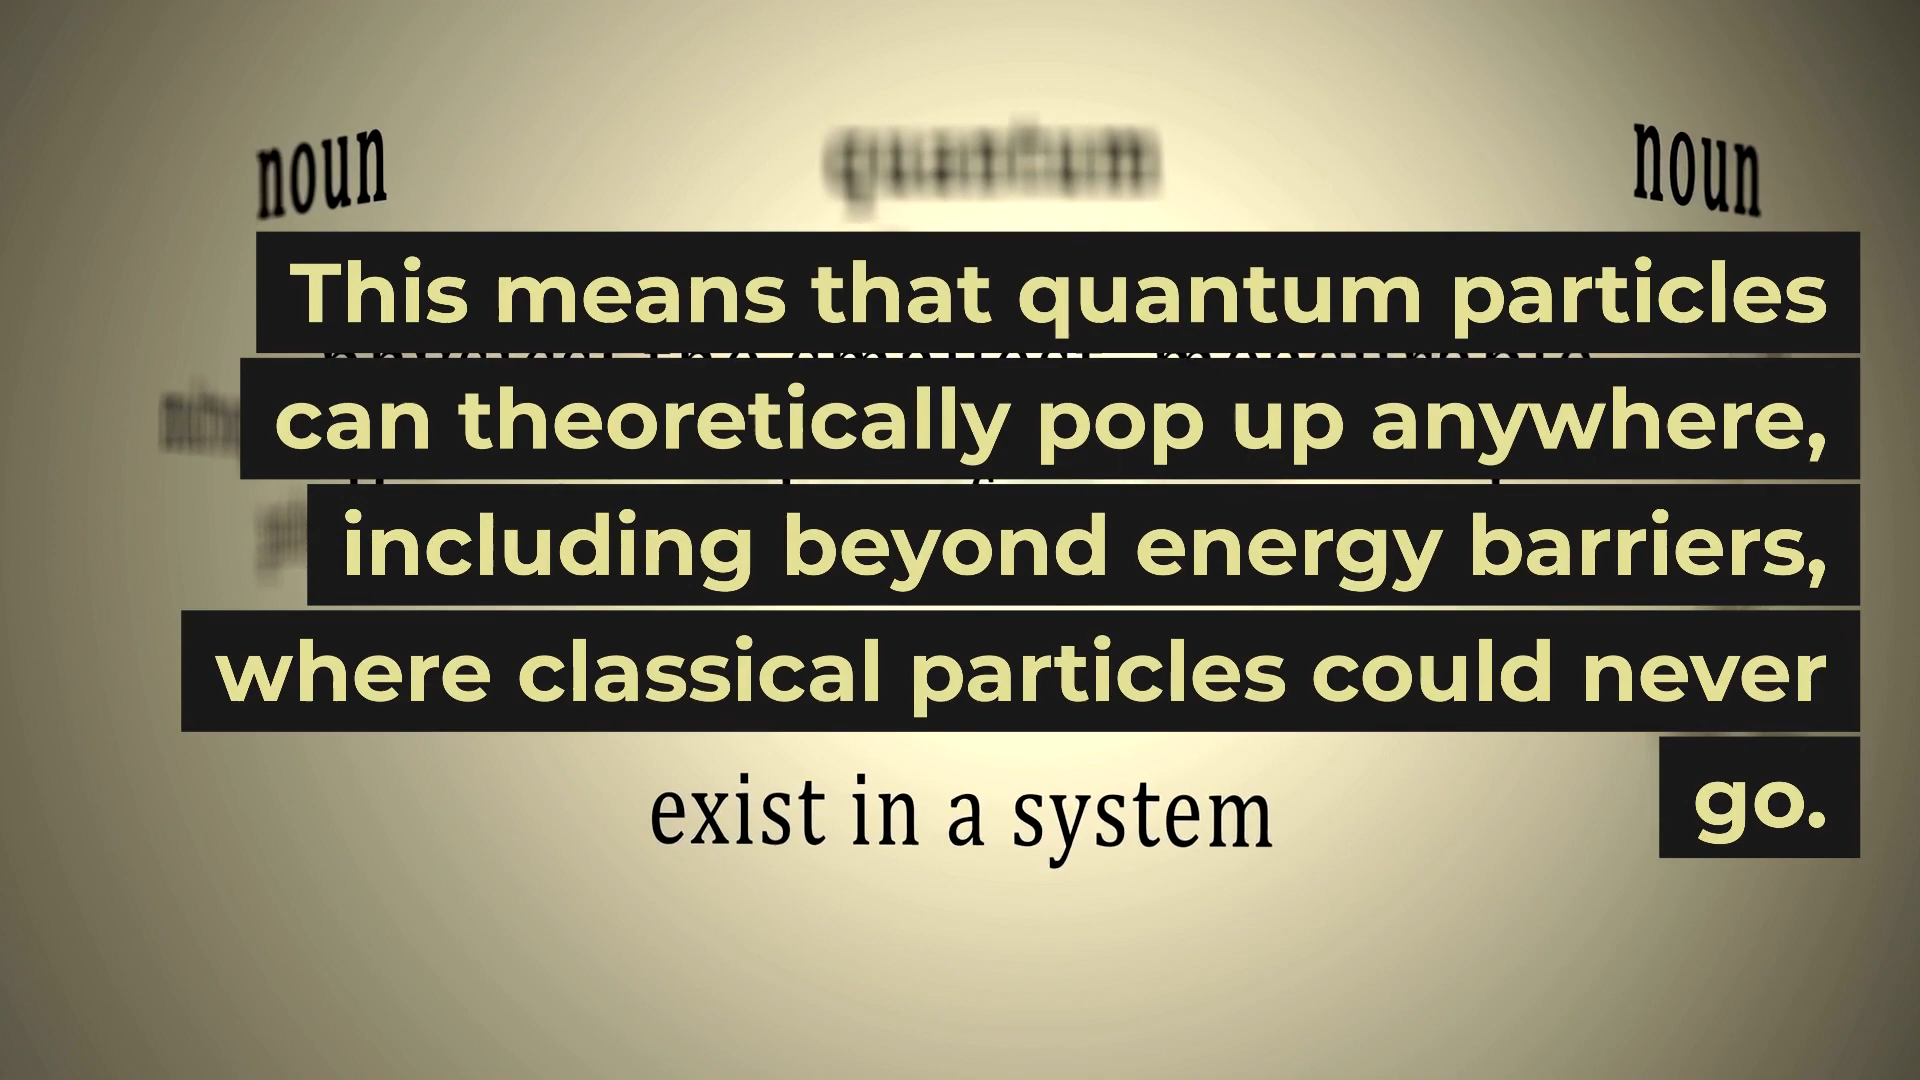 noun
quantum
noun
This means that quantum particles
can theoretically pop up anywhere,
including beyond energy barriers,
where classical particles could never
go.
exist in a system